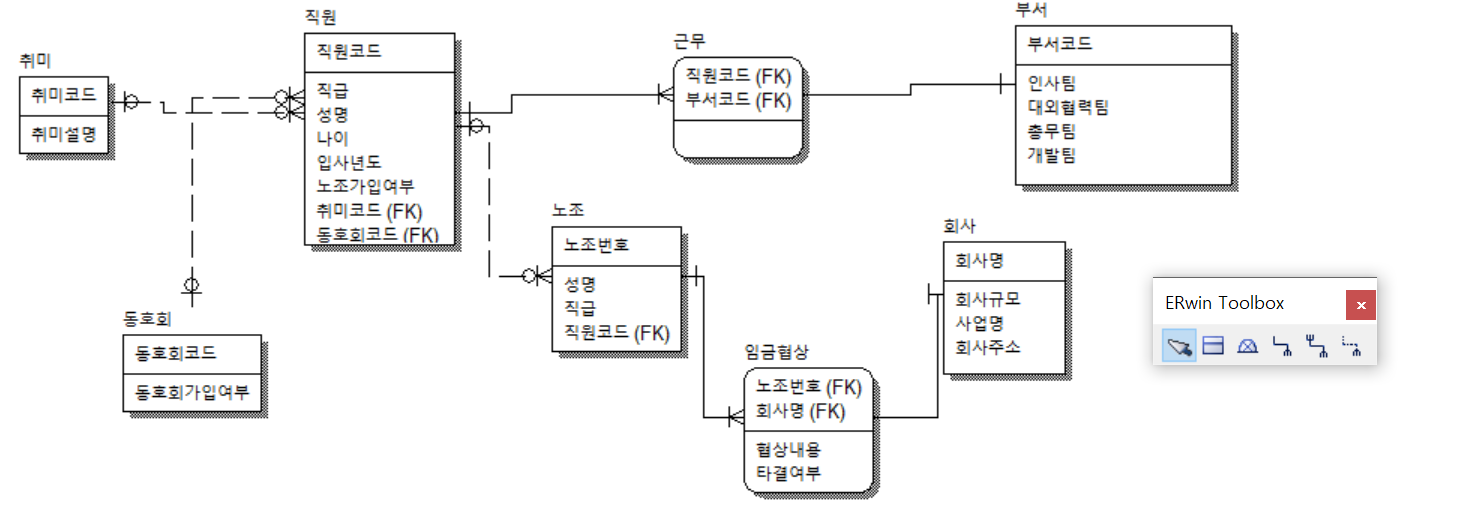 직원
직원코드
직급
성명
나이
입사년도
노조가입여부
취미코드 (FK)
동호회코드 (FK)
취미
취미코드
취미설명
동호회
동호회코드
동호회가입여부
근무
직원코드 (FK)
부서코드 (FK)
부서
부서코드
인사팀
대외협력팀
총무팀
개발팀
노조
노조번호
성명
직급
직원코드 (FK)
임금협상
노조번호 (FK)
회사명 (FK)
협상내용
타결여부
회사
회사명
회사규모
사업명
회사주소
ERwin Toolbox